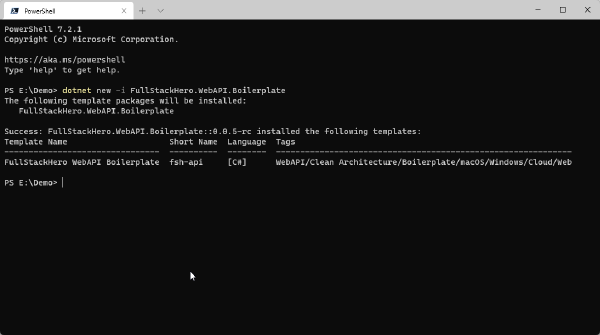 PowerShell
PowerShell 7.2.1
Copyright (c) Microsoft Corporation.
https://aka.ms/powershell
Type 'help' to get help.
PS E:\Demo> dotnet new -i FullStackHero.WebAPI.Boilerplate
The following template packages will be installed:
   FullStackHero.WebAPI.Boilerplate
Success: FullStackHero.WebAPI.Boilerplate::0.0.5-rc installed the following templates:
Template Name                   Short Name  Language  Tags
FullStackHero WebAPI Boilerplate  fsh-api     [C#]      WebAPI/Clean Architecture/Boilerplate/macOS/Windows/Cloud/Web
PS E:\Demo>